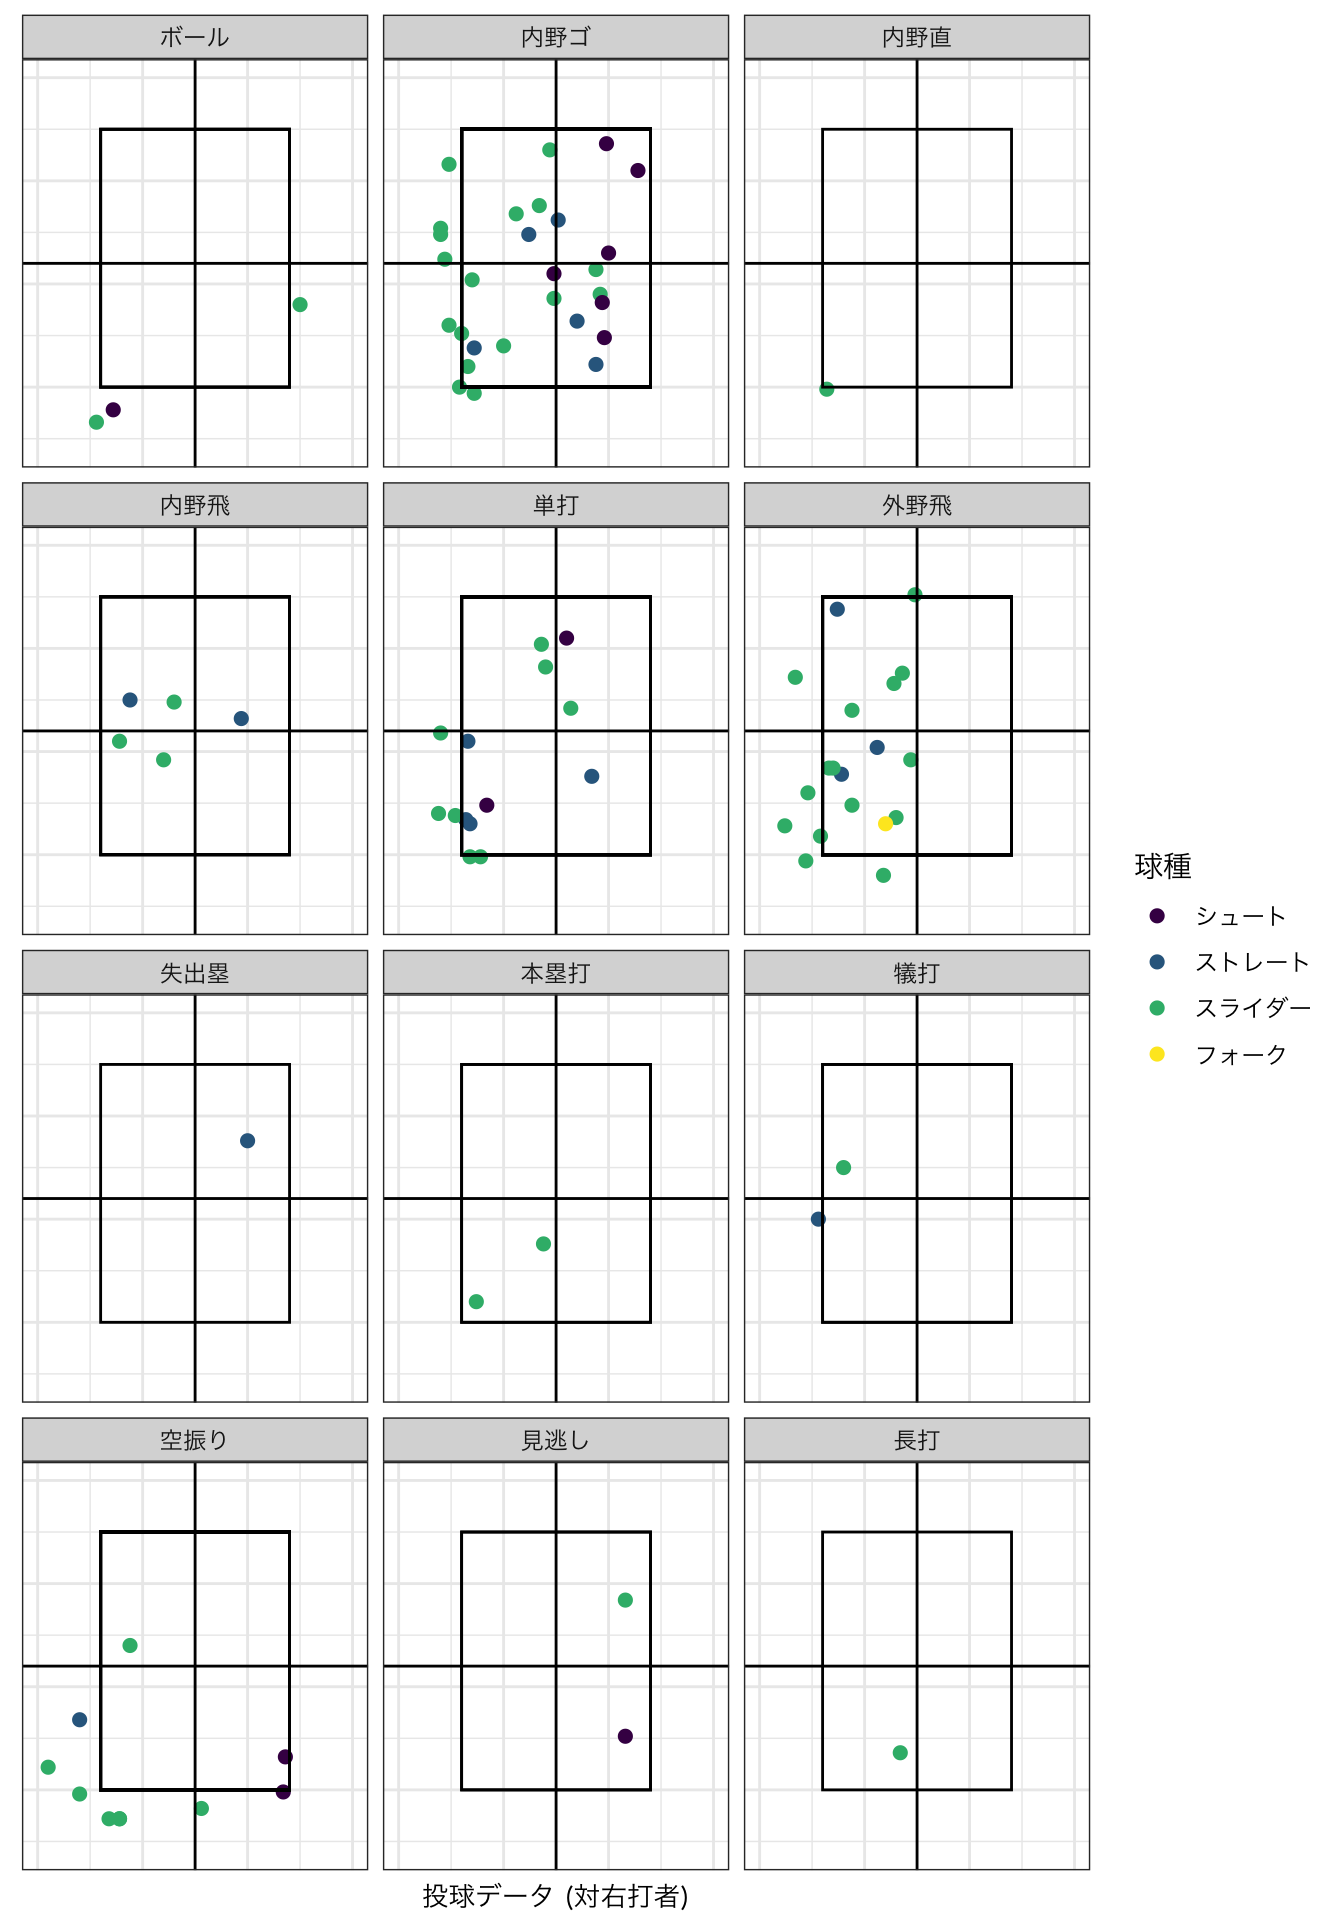 ボール
内野ゴ
内野直
内野飛
単打
外野飛
失出塁
本塁打
犠打
空振り
見逃し
長打
球種
シュート
ストレート
スライダー
フォーク
投球データ (対右打者)